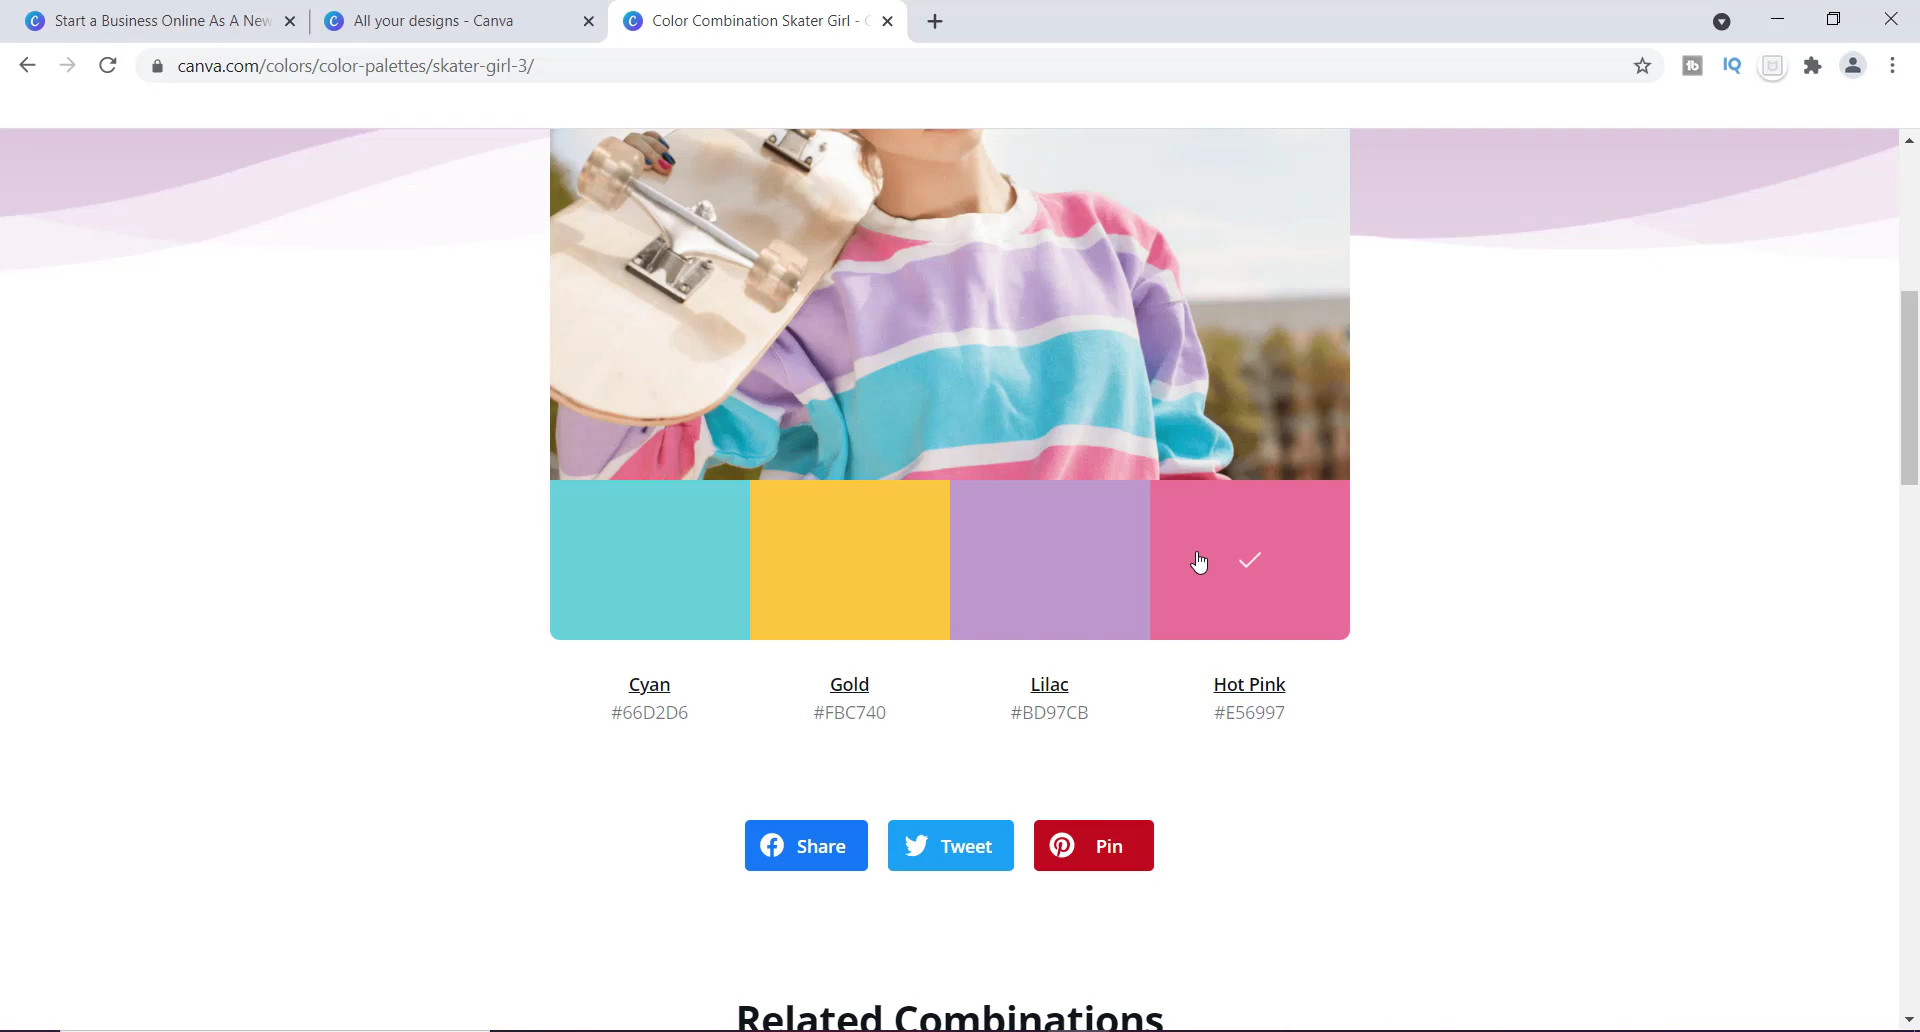 Start a Business Online As A New
All your designs - Canva
Color Combination Skater Girl -
canva.com/colors/color-palettes/skater-girl-3/
tb
IQ
Cyan
Gold
Lilac
Hot Pink
#66D2D6
#FBC740
#BD97CB
#E56997
Share
Tweet
Pin
Related Combinations